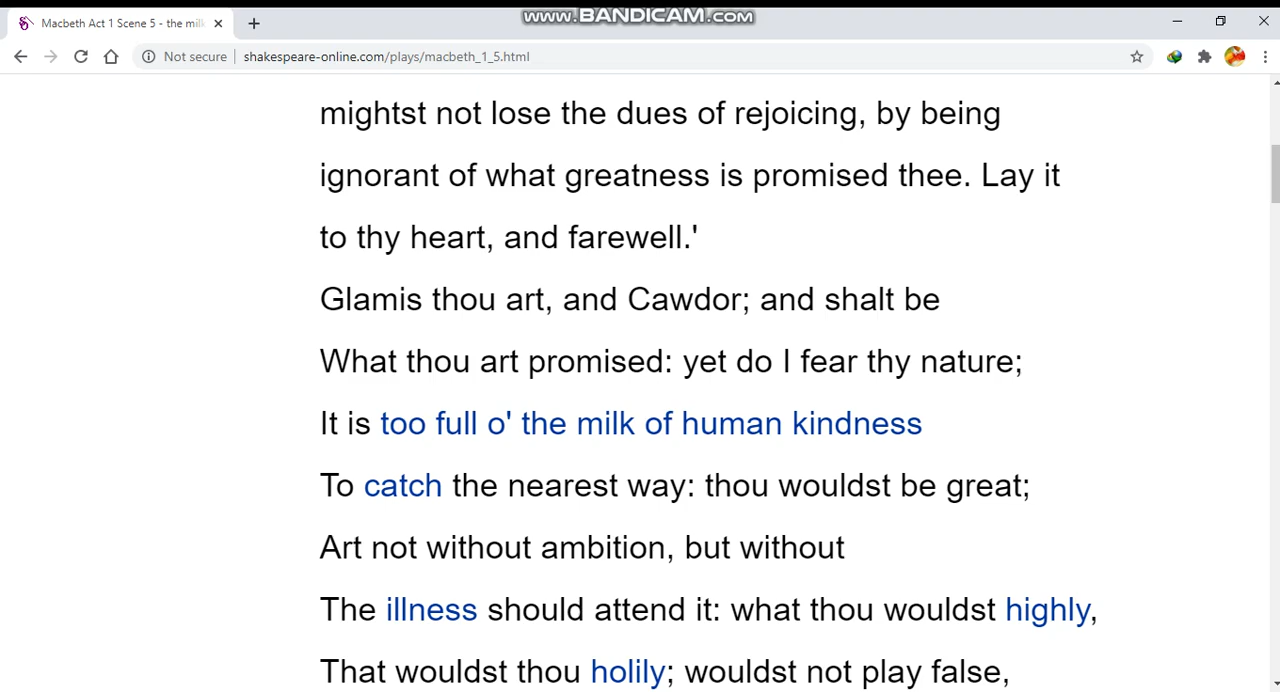 www.BANDICAM.com
Macbeth Act 1 Scene 5 - the mil
Not secure
shakespeare-online.com/plays/macbeth_1_5.html
mightst not lose the dues of rejoicing, by being
ignorant of what greatness is promised thee. Lay it
to thy heart, and farewell.'
Glamis thou art, and Cawdor; and shalt be
What thou art promised: yet do I fear thy nature;
It is too full o' the milk of human kindness
To catch the nearest way: thou wouldst be great;
Art not without ambition, but without
The illness should attend it: what thou wouldst highly,
That wouldst thou holily; wouldst not play false,